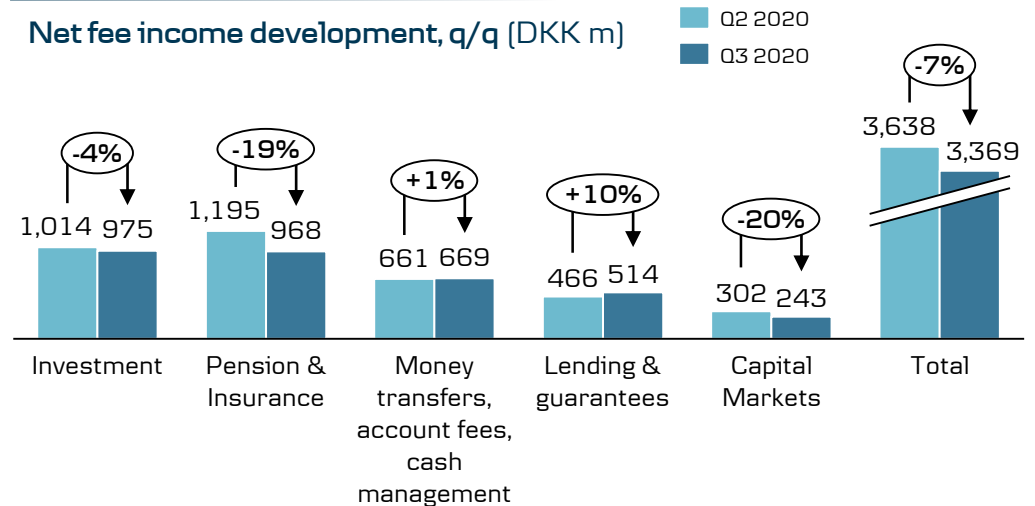 Net fee income development, q/q (DKK m)
Q2 2020
Q3 2020
-4%
-19%
+1%
+10%
-20%
-7%
1,014 975
1,195 968
661 669
466 514
302 243
3,638 3,369
Investment
Pension &
Insurance
Money
transfers,
account fees,
cash
management
Lending &
guarantees
Capital
Markets
Total